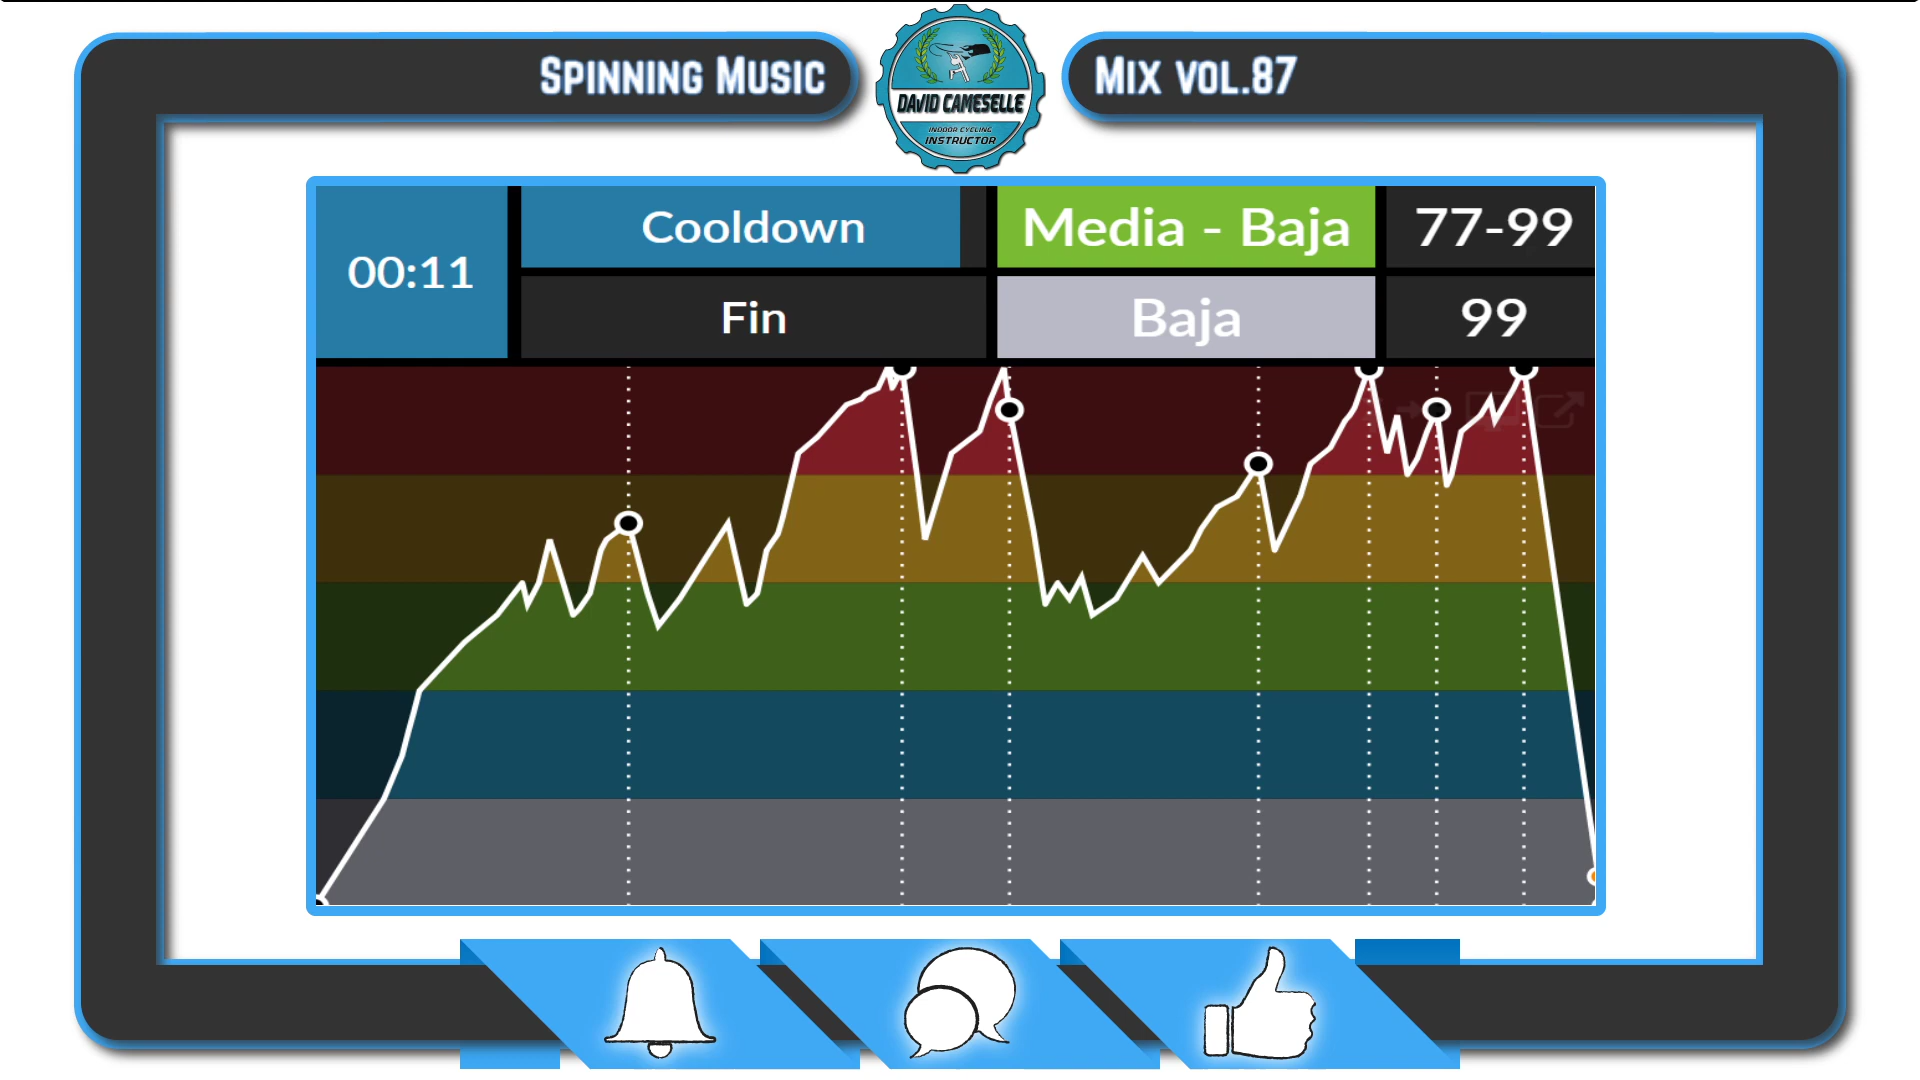 SPINNING MUSIC
MIX VOL.87
DAVID CAMESELLE
INDOOR CYCLING
INSTRUCTOR
00:11
Cooldown
Media - Baja
77-99
Fin
Baja
99